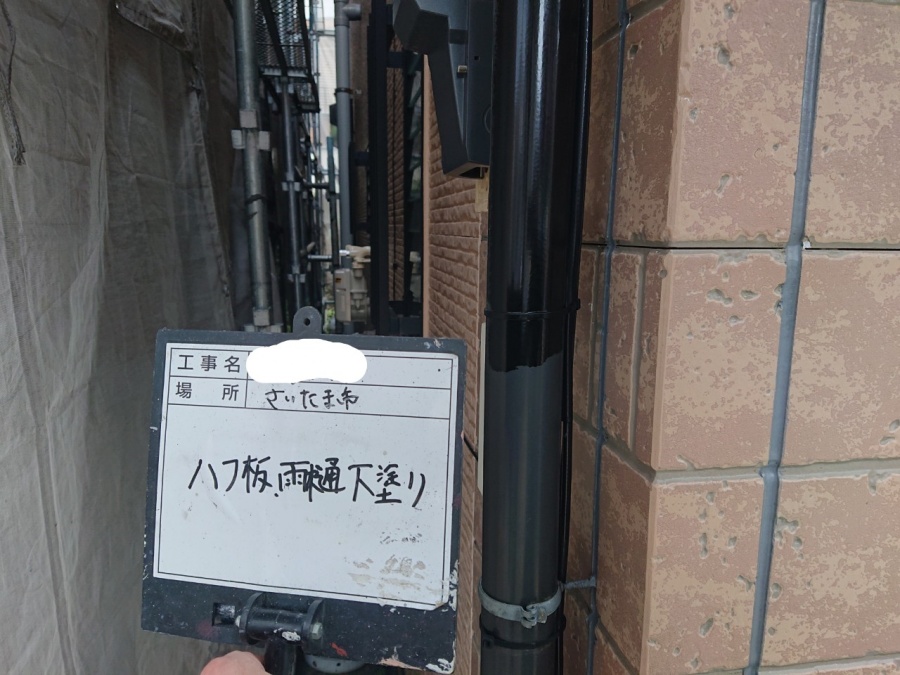 工事名
場所 さいたま市
ハフ板.雨樋下塗り